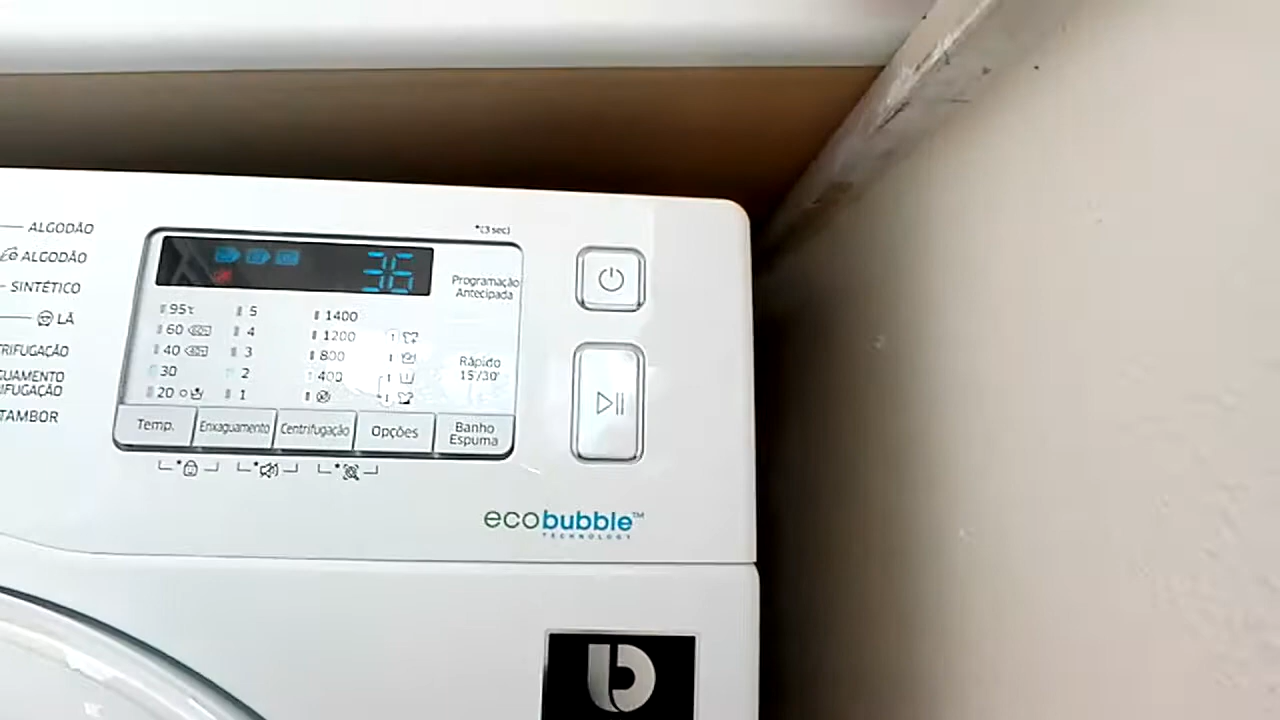 ALGODÃO
ALGODÃO
SINTÉTICO
LÃ
TAMBOR
*(3 sec)
36
Programação
Antecipada
95℃ 5 1400
60 4 1200
40 3 800
30 2 400
20 1
Rápido
15'/30'
Temp. Enxaguamento Centrifugação Opções Banho
Espuma
ecobubble™
TECHNOLOGY